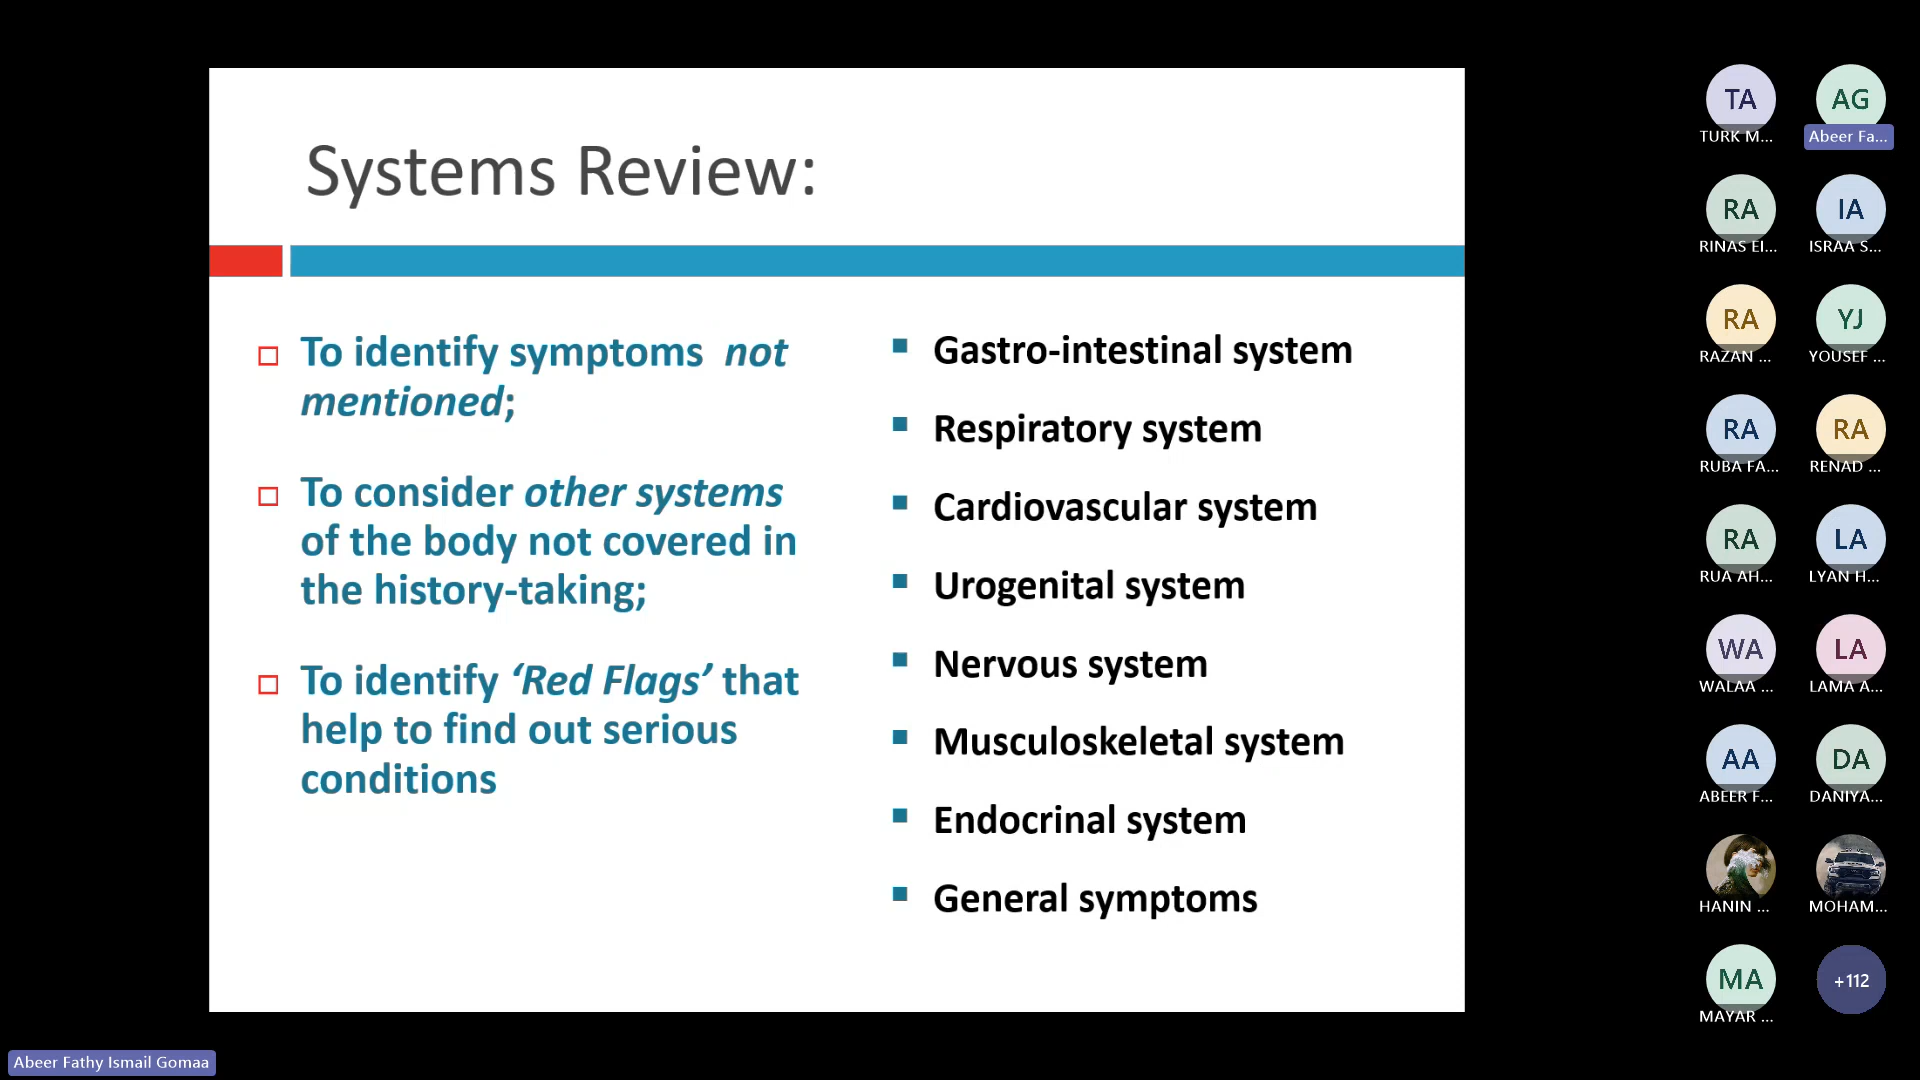 Systems Review:
To identify symptoms not
mentioned;
To consider other systems
of the body not covered in
the history-taking;
To identify ‘Red Flags’ that
help to find out serious
conditions
Gastro-intestinal system
Respiratory system
Cardiovascular system
Urogenital system
Nervous system
Musculoskeletal system
Endocrinal system
General symptoms
TA
TURK M...
AG
Abeer Fa...
RA
RINAS EI...
IA
ISRAA S...
RA
RAZAN ...
YJ
YOUSEF ...
RA
RUBA FA...
RA
RENAD ...
RA
RUA AH...
LA
LYAN H...
WA
WALAA ...
LA
LAMA A...
AA
ABEER F...
DA
DANIYA...
HANIN ...
MOHAM...
MA
MAYAR ...
+112
Abeer Fathy Ismail Gomaa